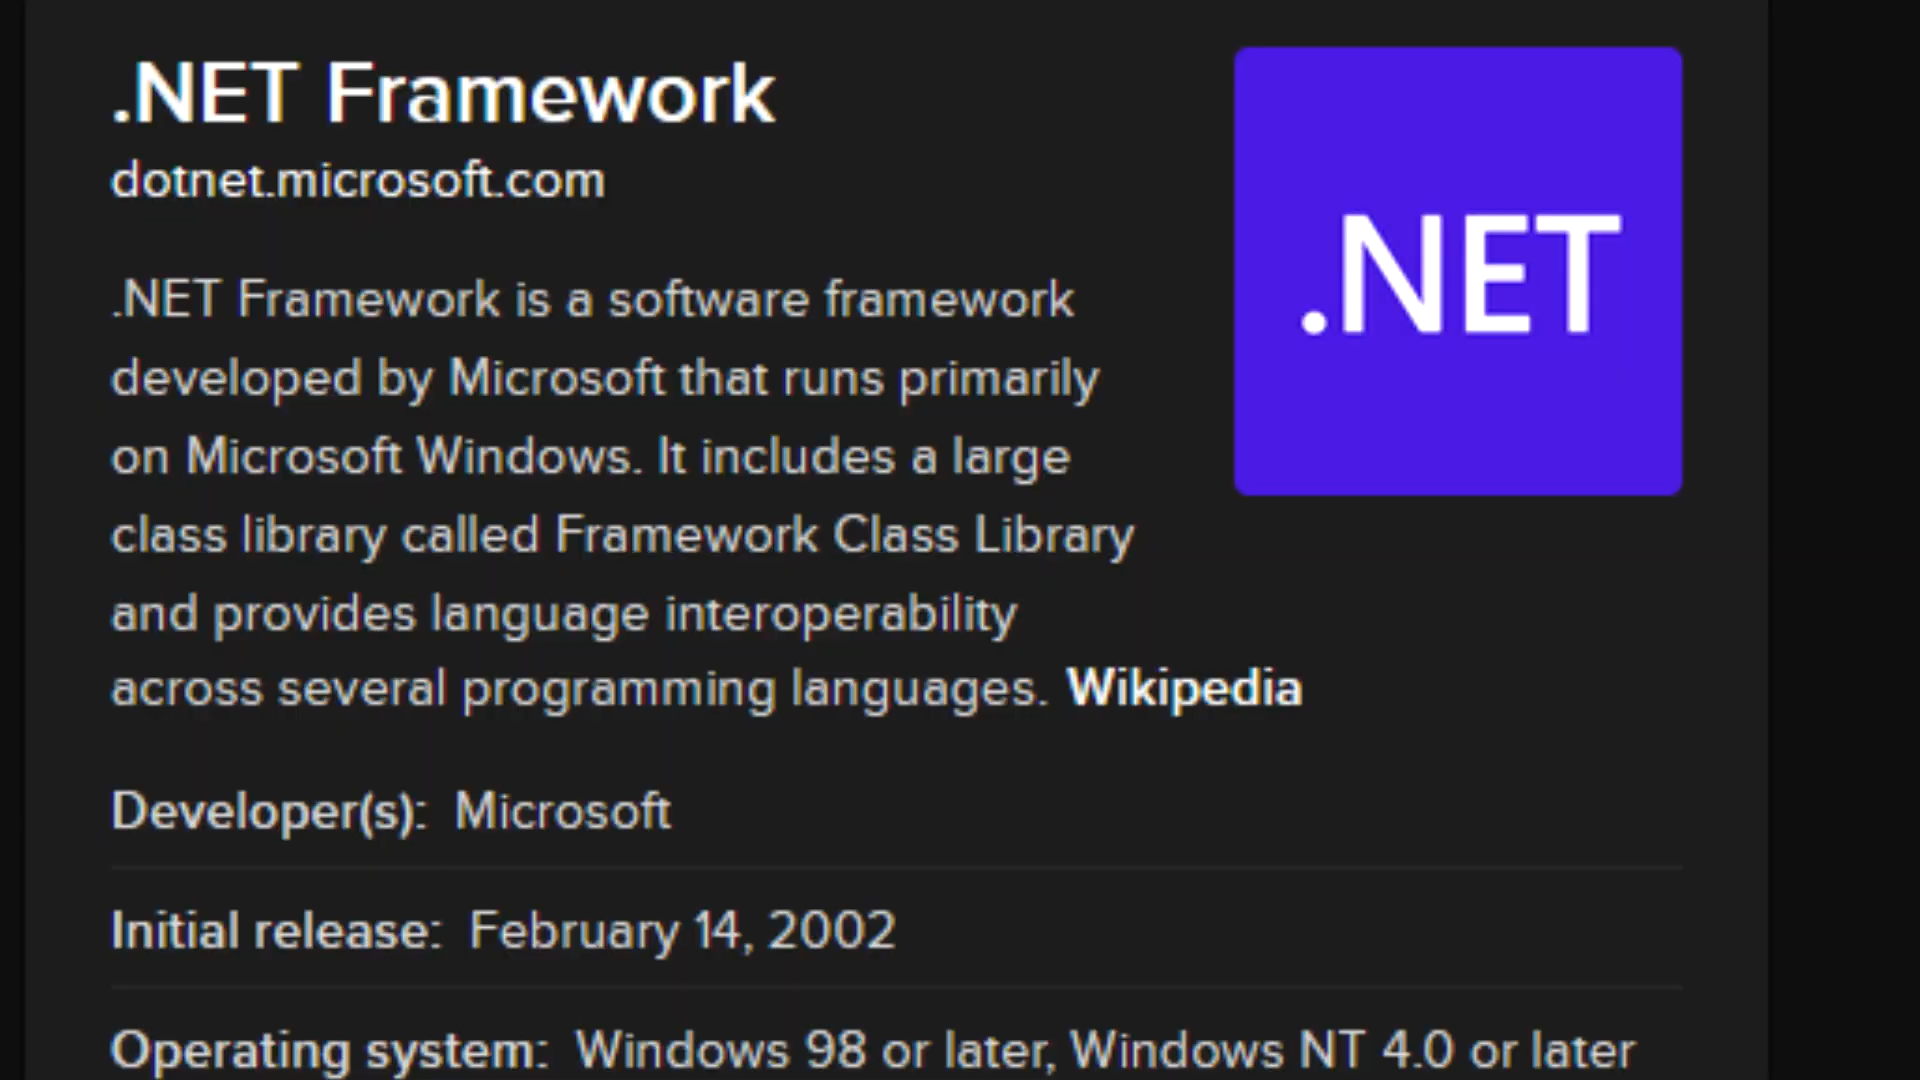 .NET Framework
dotnet.microsoft.com
.NET
.NET Framework is a software framework
developed by Microsoft that runs primarily
on Microsoft Windows. It includes a large
class library called Framework Class Library
and provides language interoperability
across several programming languages. Wikipedia
Developer(s): Microsoft
Initial release: February 14, 2002
Operating system: Windows 98 or later, Windows NT 4.0 or later